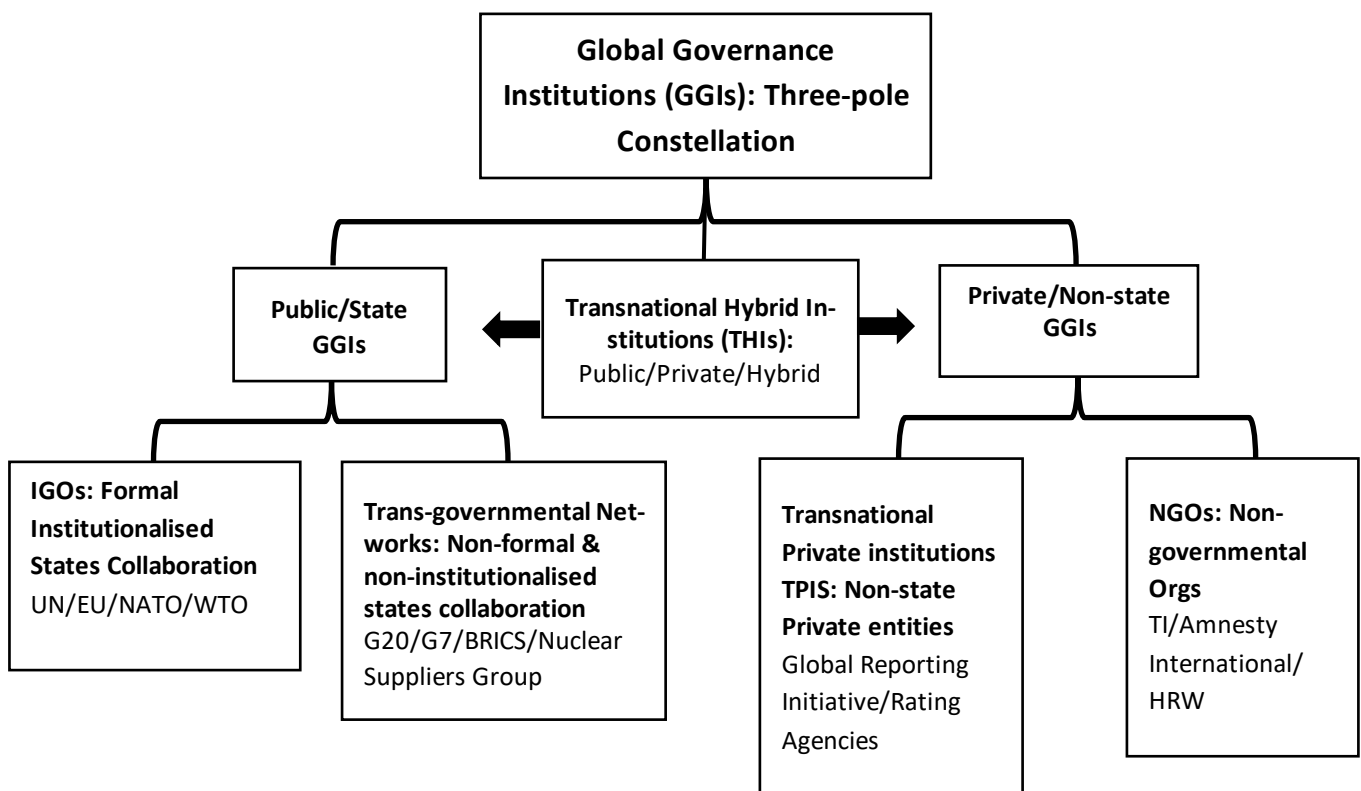 Global Governance
Institutions (GGIs): Three-pole
Constellation
Public/State
GGIs
Transnational Hybrid In-
stitutions (THIs):
Public/Private/Hybrid
Private/Non-state
GGIs
IGOs: Formal
Institutionalised
States Collaboration
UN/EU/NATO/WTO
Trans-governmental Net-
works: Non-formal &
non-institutionalised
states collaboration
G20/G7/BRICS/Nuclear
Suppliers Group
Transnational
Private institutions
TPIS: Non-state
Private entities
Global Reporting
Initiative/Rating
Agencies
NGOs: Non-
governmental
Orgs
TI/Amnesty
International/
HRW